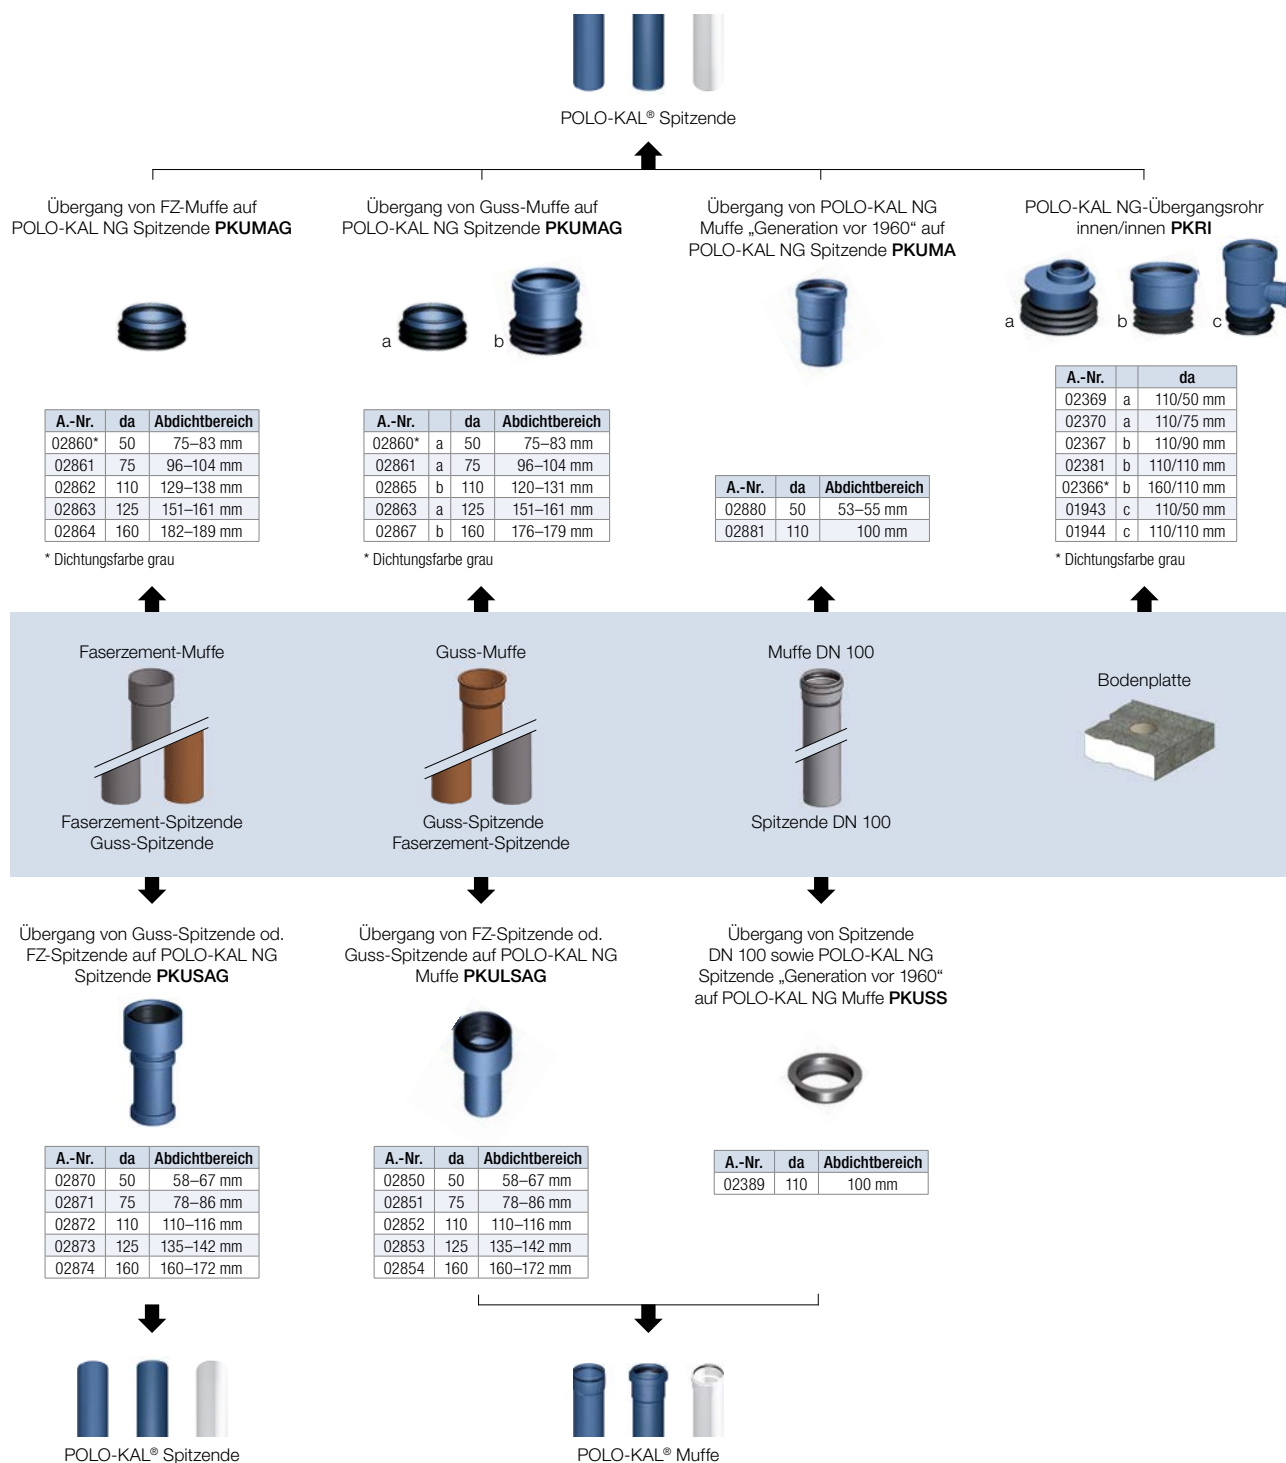 POLO-KAL® Spitzende
Übergang von FZ-Muffe auf
POLO-KAL NG Spitzende PKUMAG
A.-Nr. da Abdichtbereich
02860* 50 75–83 mm
02861 75 96–104 mm
02862 110 129–138 mm
02863 125 151–161 mm
02864 160 182–189 mm
* Dichtungsfarbe grau
Übergang von Guss-Muffe auf
POLO-KAL NG Spitzende PKUMAG
a
b
A.-Nr. da Abdichtbereich
02860* a 50 75–83 mm
02861 a 75 96–104 mm
02865 b 110 120–131 mm
02863 a 125 151–161 mm
02867 b 160 176–179 mm
* Dichtungsfarbe grau
Übergang von POLO-KAL NG
Muffe „Generation vor 1960“ auf
POLO-KAL NG Spitzende PKUMA
A.-Nr. da Abdichtbereich
02880 50 53–55 mm
02881 110 100 mm
POLO-KAL NG-Übergangsrohr
innen/innen PKRI
a
b
c
A.-Nr. da
02369 a 110/50 mm
02370 a 110/75 mm
02367 b 110/90 mm
02381 b 110/110 mm
02366* b 160/110 mm
01943 c 110/50 mm
01944 c 110/110 mm
* Dichtungsfarbe grau
Faserzement-Muffe
Faserzement-Spitzende
Guss-Spitzende
Guss-Muffe
Guss-Spitzende
Faserzement-Spitzende
Muffe DN 100
Spitzende DN 100
Bodenplatte
Übergang von Guss-Spitzende od.
FZ-Spitzende auf POLO-KAL NG
Spitzende PKUSAG
A.-Nr. da Abdichtbereich
02870 50 58–67 mm
02871 75 78–86 mm
02872 110 110–116 mm
02873 125 135–142 mm
02874 160 160–172 mm
Übergang von FZ-Spitzende od.
Guss-Spitzende auf POLO-KAL NG
Muffe PKULSAG
A.-Nr. da Abdichtbereich
02850 50 58–67 mm
02851 75 78–86 mm
02852 110 110–116 mm
02853 125 135–142 mm
02854 160 160–172 mm
Übergang von Spitzende
DN 100 sowie POLO-KAL NG
Spitzende „Generation vor 1960“
auf POLO-KAL NG Muffe PKUSS
A.-Nr. da Abdichtbereich
02389 110 100 mm
POLO-KAL® Spitzende
POLO-KAL® Muffe